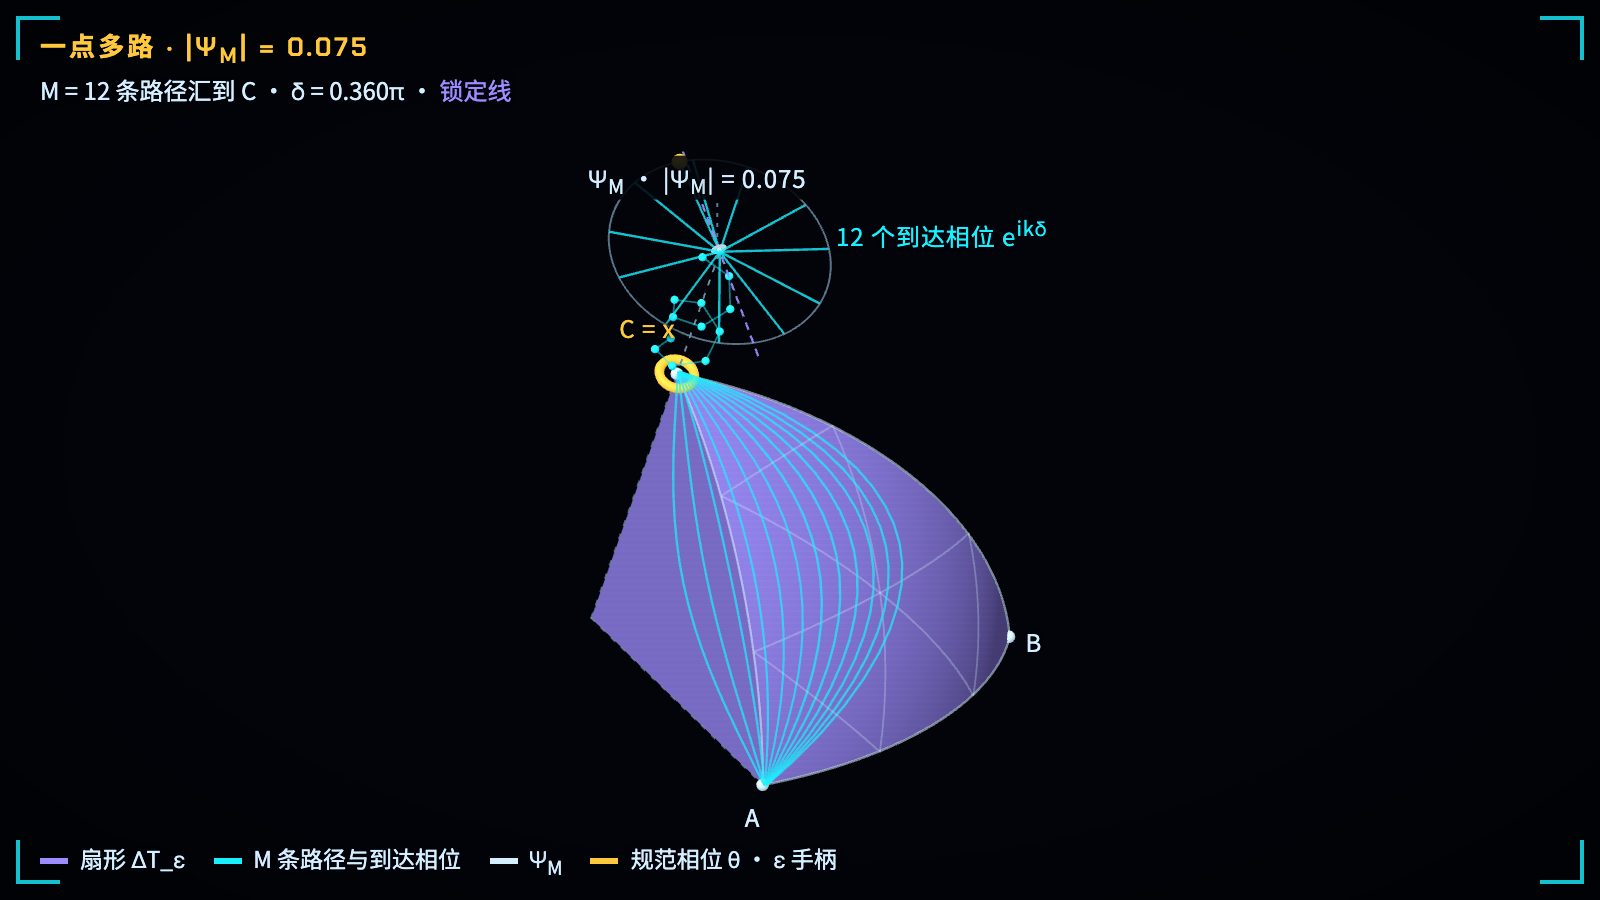 一点多路 · |Ψ_M| = 0.075
M = 12 条路径汇到 C · δ = 0.360π · 锁定线
Ψ_M · |Ψ_M| = 0.075
12 个到达相位 e^{ikδ}
C = x
B
A
扇形 ΔT_ε
M 条路径与到达相位
Ψ_M
规范相位 θ · ε 手柄